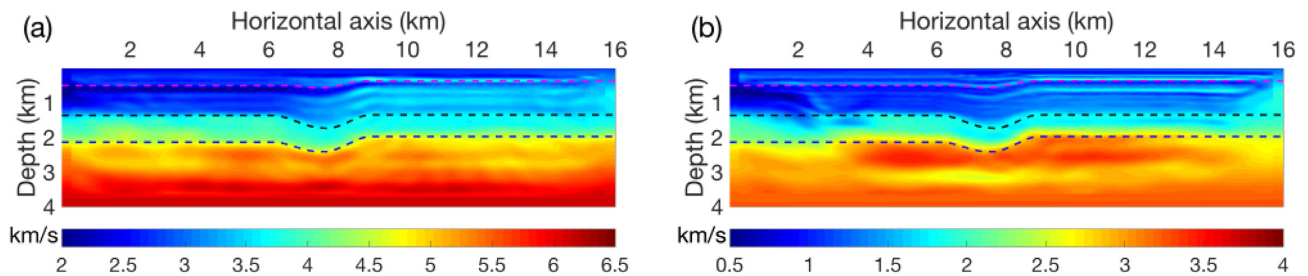 (a)
Horizontal axis (km)
2 4 6 8 10 12 14 16
Depth (km)
1
2
3
4
km/s
2 2.5 3 3.5 4 4.5 5 5.5 6 6.5
(b)
Horizontal axis (km)
2 4 6 8 10 12 14 16
Depth (km)
1
2
3
4
km/s
0.5 1 1.5 2 2.5 3 3.5 4